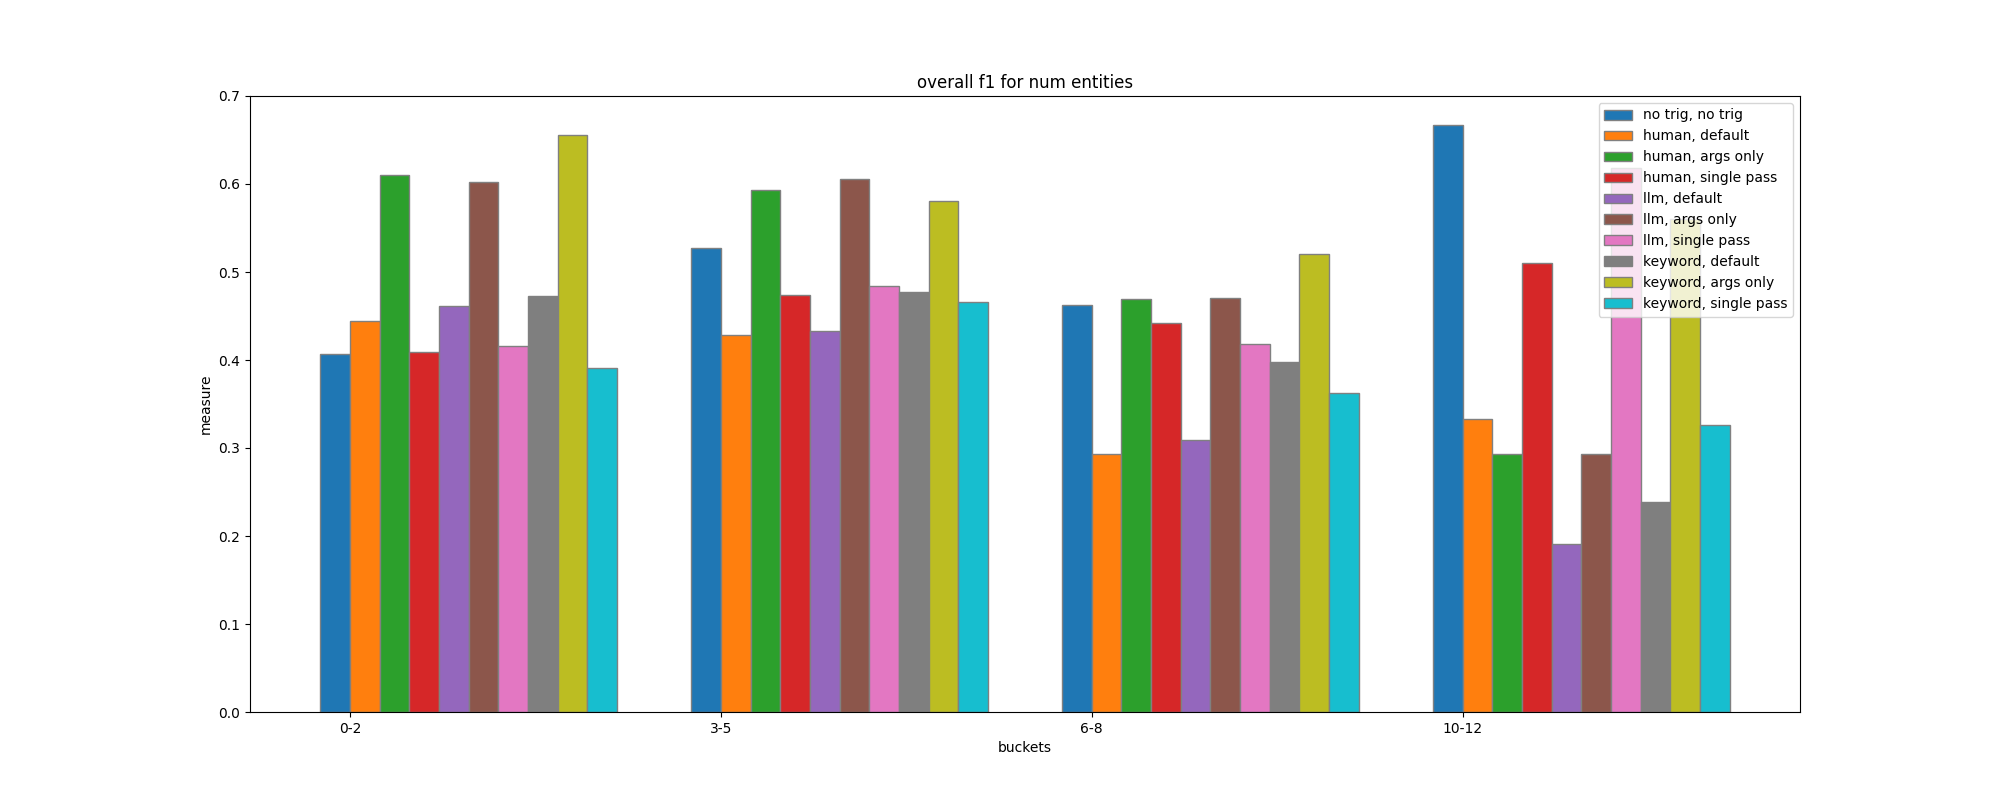 overall f1 for num entities
0.7
0.6
0.5
0.4
0.3
0.2
0.1
0.0
measure
no trig, no trig
human, default
human, args only
human, single pass
llm, default
llm, args only
llm, single pass
keyword, default
keyword, args only
keyword, single pass
0-2
3-5
6-8
10-12
buckets